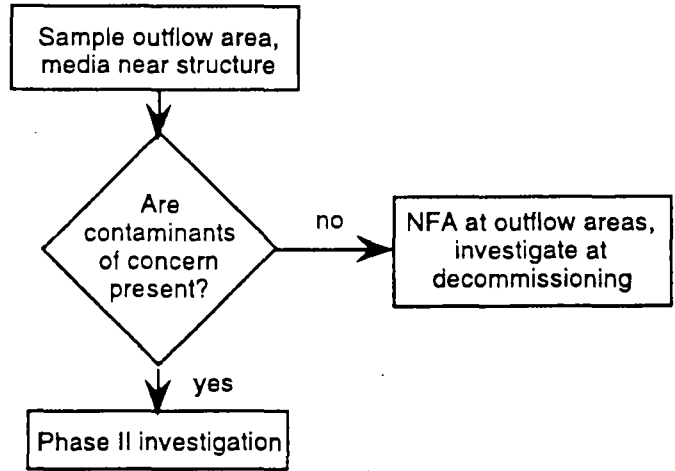 Sample outflow area,
media near structure
Are
contaminants
of concern
present?
no
NFA at outflow areas,
investigate at
decommissioning
yes
Phase II investigation